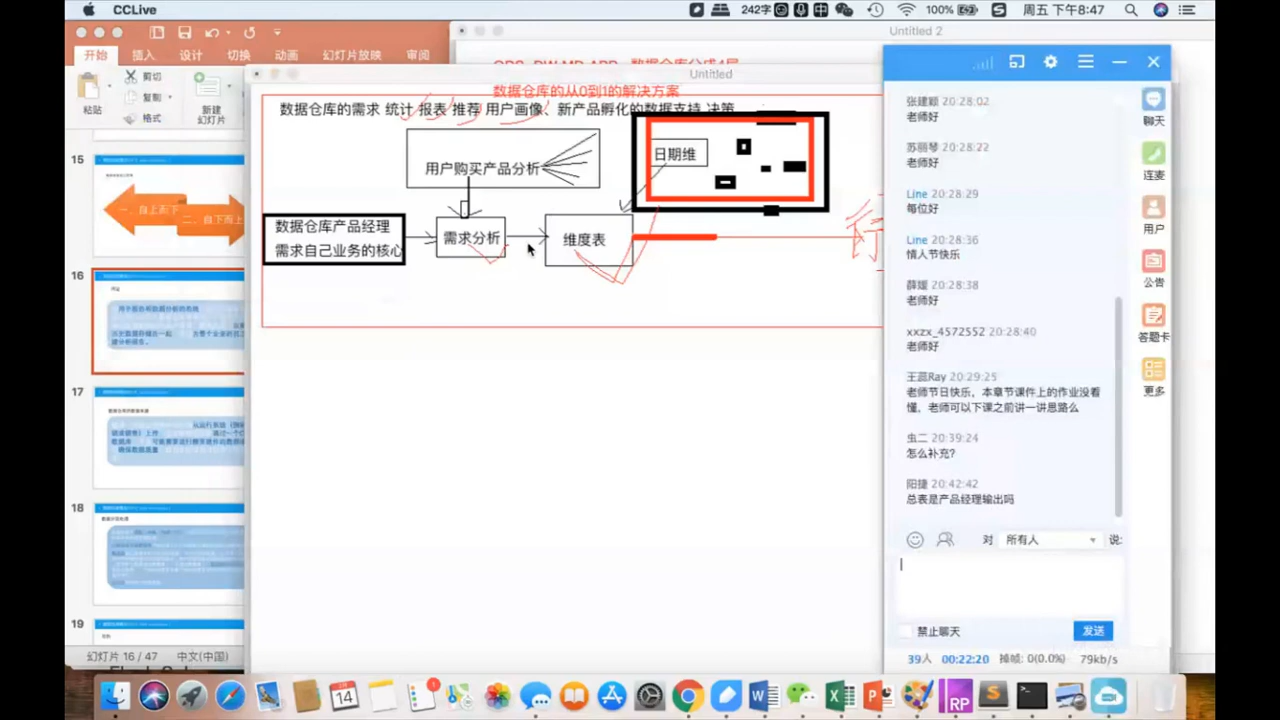 CCLive
242字
100%
周五 下午8:47
Untitled 2
开始
插入
设计
切换
动画
幻灯片放映
审阅
粘贴
剪切
复制
格式
新建
幻灯片
Untitled
数据仓库的从0到1的解决方案
数据仓库的需求 统计 报表 推荐 用户画像、新产品孵化的数据支持 决策
用户购买产品分析
日期维
数据仓库产品经理
需求自己业务的核心
需求分析
维度表
行
15
一、自上而下
二、自下而上
16
17
18
19
幻灯片 16 / 47
中文(中国)
张建颖 20:28:02
老师好
苏丽琴 20:28:22
老师好
Line 20:28:29
每位好
Line 20:28:36
情人节快乐
薛媛 20:28:38
老师好
xxzx_4572552 20:28:40
老师好
王蕊Ray 20:29:25
老师节日快乐，本章节课件上的作业没看
懂，老师可以下课之前讲一讲思路么
虫二 20:39:24
怎么补充?
阳捷 20:42:42
总表是产品经理输出吗
对 所有人 说:
禁止聊天
发送
39人 00:22:20 掉帧: 0(0.0%) 79kb/s
聊天
连麦
用户
公告
答题卡
更多
14
1
RP